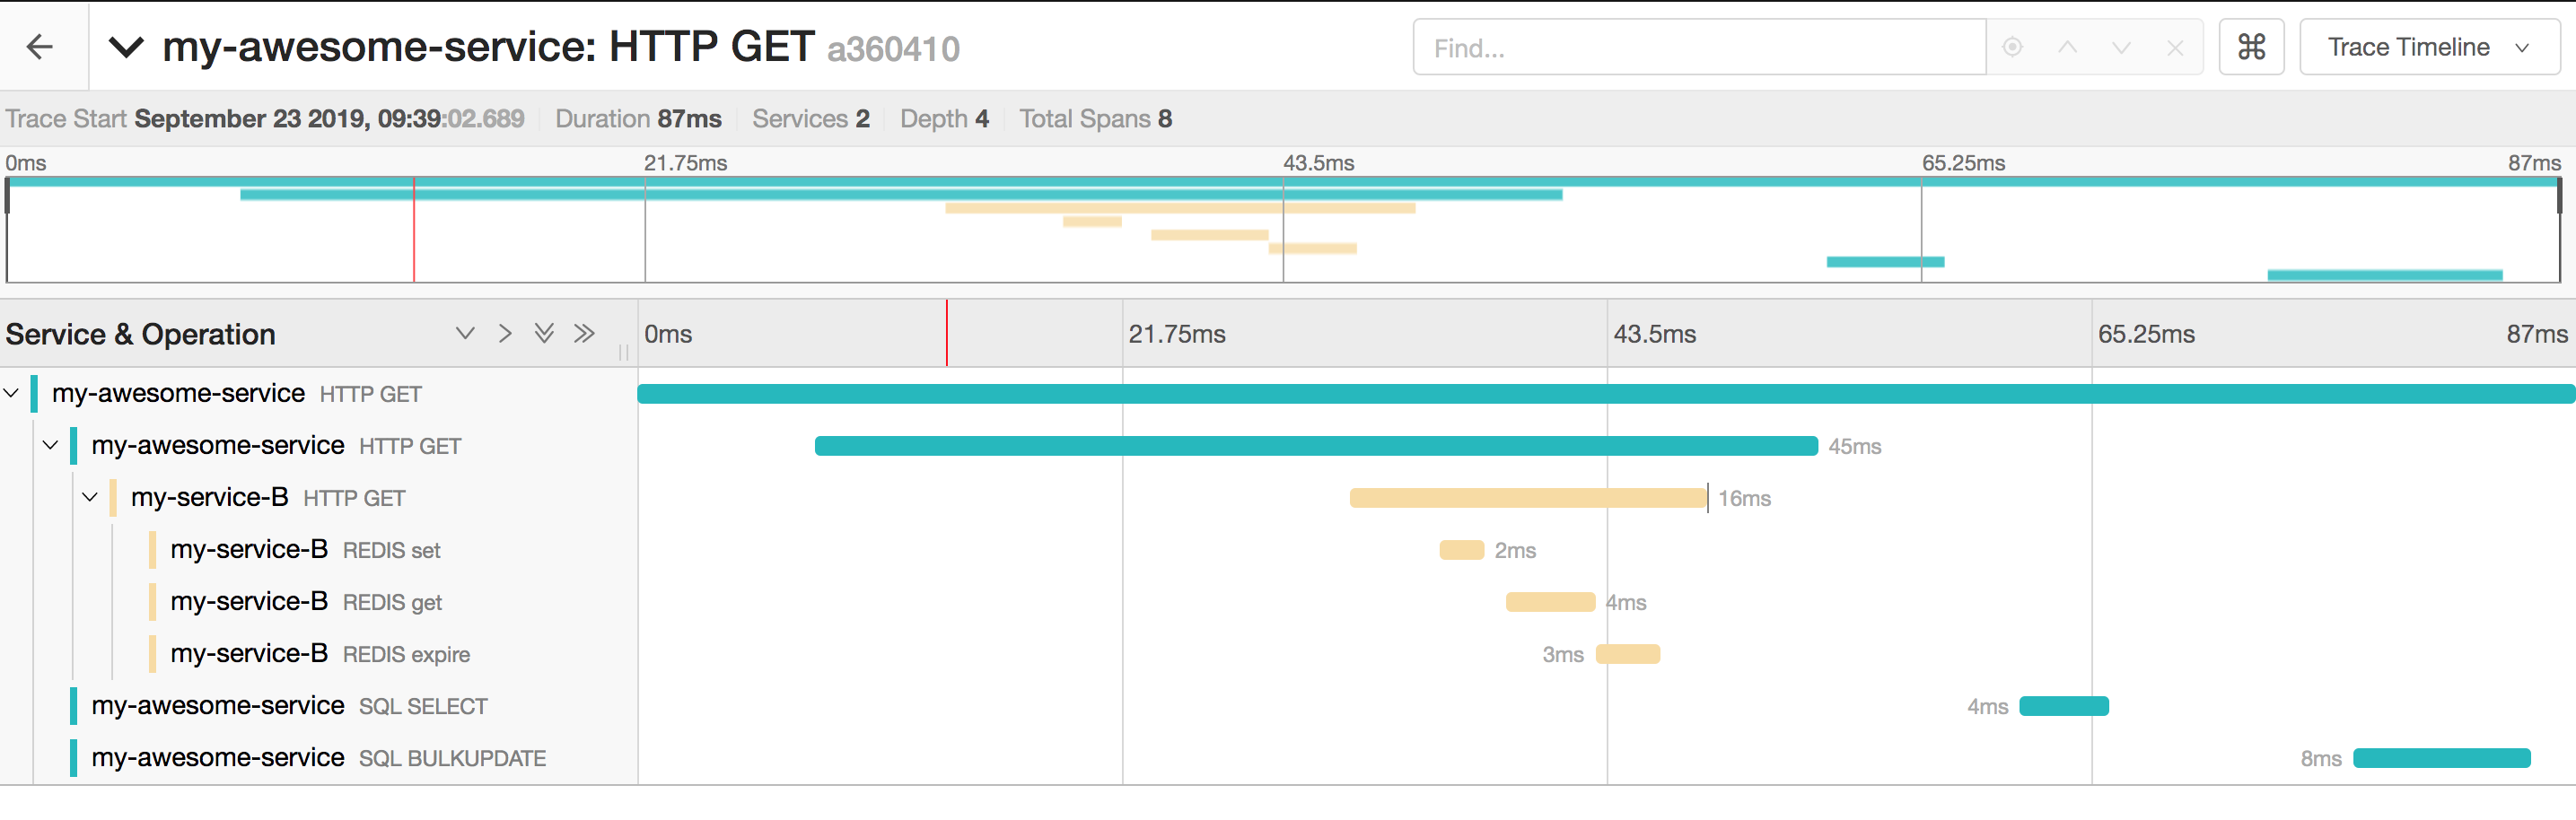 my-awesome-service: HTTP GET a360410 Find... ⌘ Trace Timeline
Trace Start September 23 2019, 09:39:02.689 Duration 87ms Services 2 Depth 4 Total Spans 8
0ms 21.75ms 43.5ms 65.25ms 87ms
Service & Operation 0ms 21.75ms 43.5ms 65.25ms 87ms
my-awesome-service HTTP GET
my-awesome-service HTTP GET 45ms
my-service-B HTTP GET 16ms
my-service-B REDIS set 2ms
my-service-B REDIS get 4ms
my-service-B REDIS expire 3ms
my-awesome-service SQL SELECT 4ms
my-awesome-service SQL BULKUPDATE 8ms